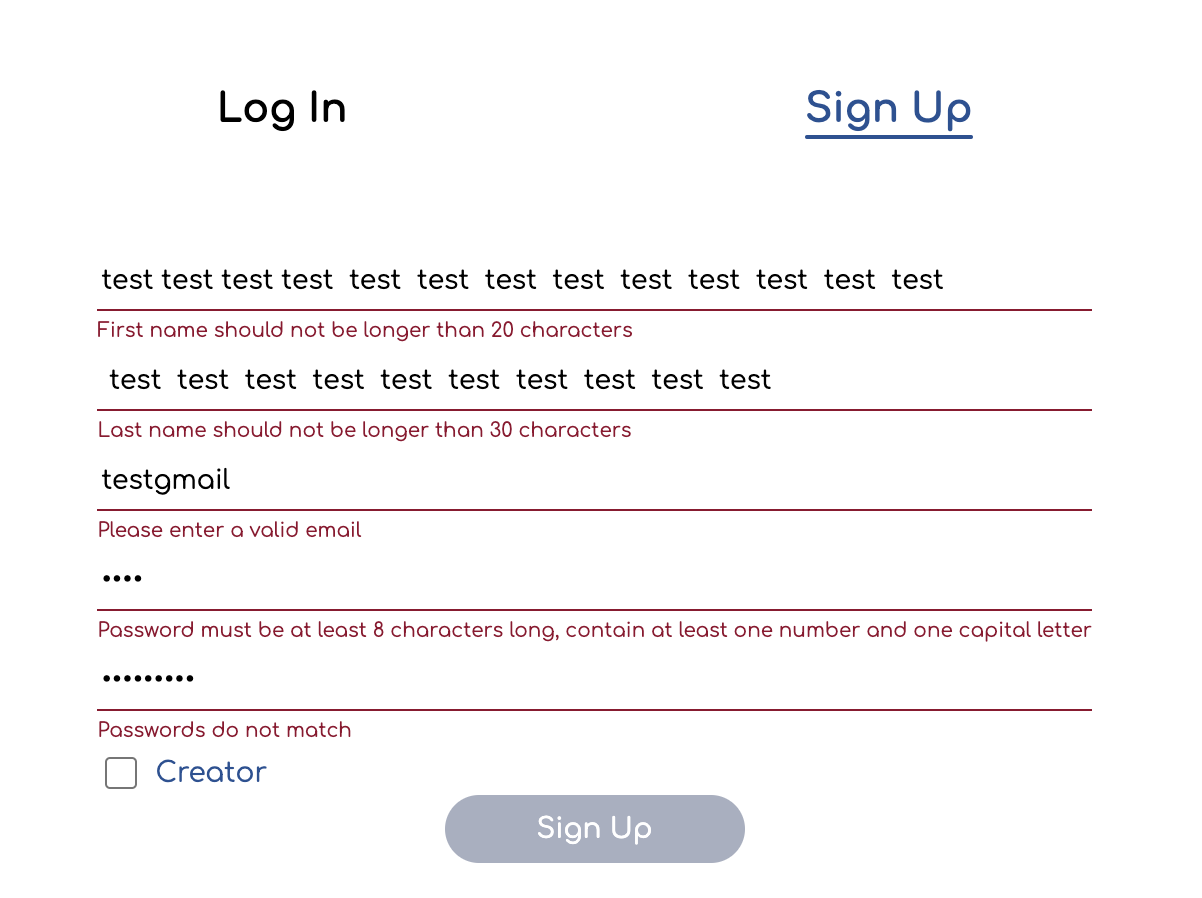 Log In
Sign Up
test test test test  test  test  test  test  test  test  test  test  test
First name should not be longer than 20 characters
test  test  test  test  test  test  test  test  test  test
Last name should not be longer than 30 characters
testgmail
Please enter a valid email
••••
Password must be at least 8 characters long, contain at least one number and one capital letter
•••••••••
Passwords do not match
Creator
Sign Up